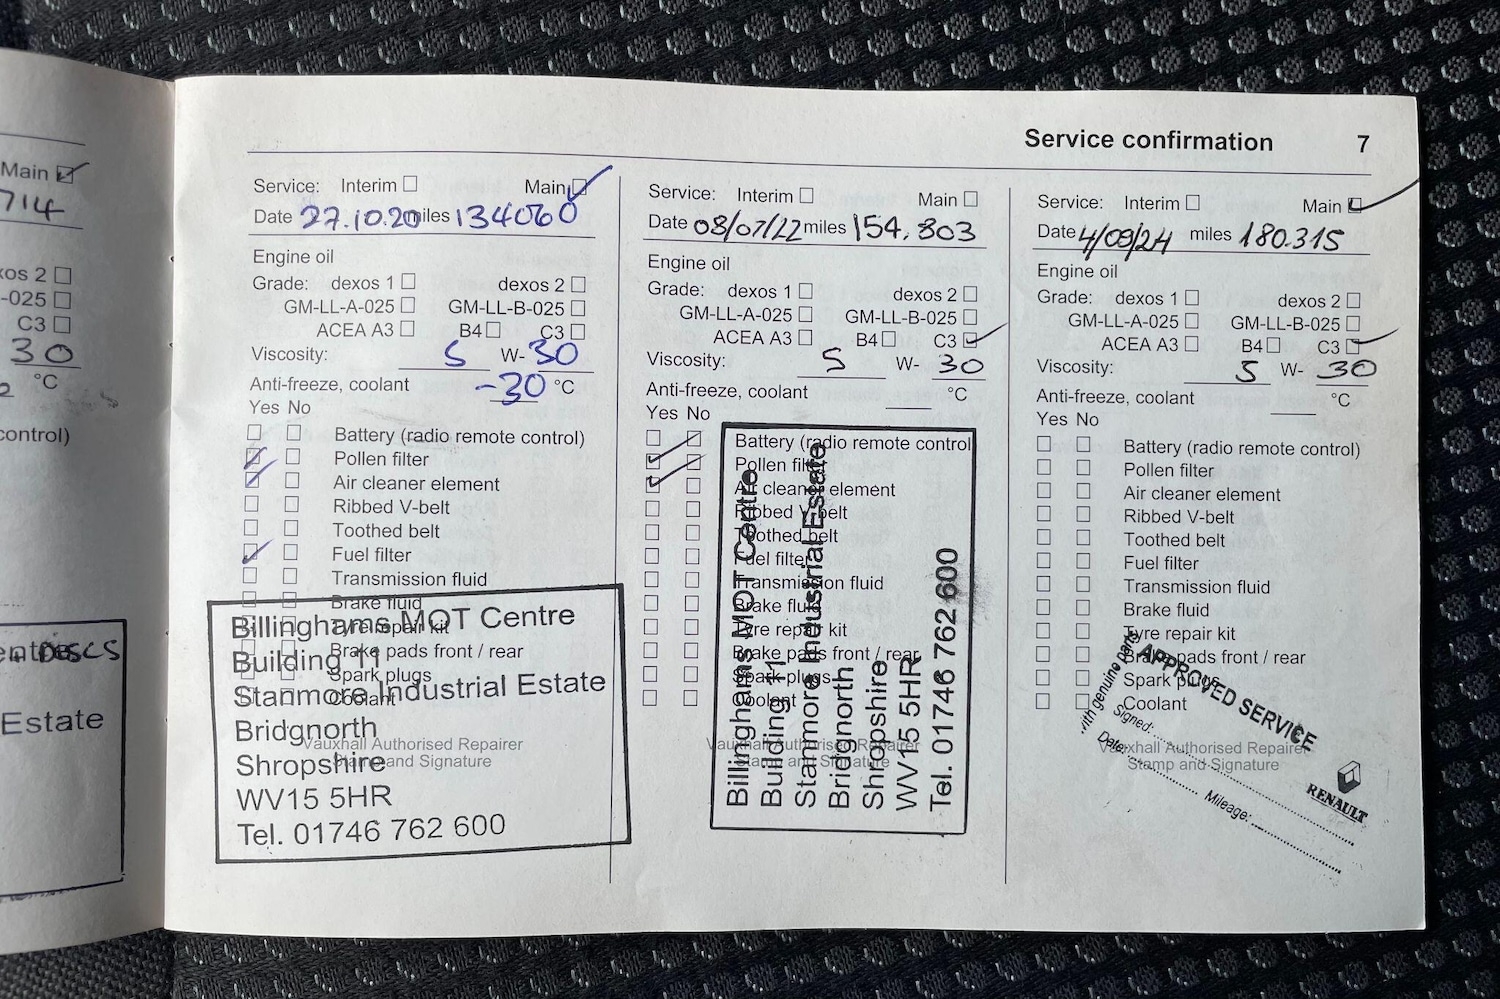 Main
714
xos 2
-025
C3
30
°C
2
control)
DISCS
Estate
Service confirmation 7
Service: Interim Main
Date 27.10.20 miles 134060
Engine oil
Grade: dexos 1 dexos 2
GM-LL-A-025 GM-LL-B-025
ACEA A3 B4 C3
Viscosity: 5 W- 30
Anti-freeze, coolant -30 °C
Yes No
Battery (radio remote control)
Pollen filter
Air cleaner element
Ribbed V-belt
Toothed belt
Fuel filter
Transmission fluid
Brake fluid
Tyre repair kit
Brake pads front / rear
Spark plugs
Coolant
Vauxhall Authorised Repairer
Stamp and Signature
Billinghams MOT Centre
Building 11
Stanmore Industrial Estate
Bridgnorth
Shropshire
WV15 5HR
Tel. 01746 762 600
Service: Interim Main
Date 08/07/22 miles 154,803
Engine oil
Grade: dexos 1 dexos 2
GM-LL-A-025 GM-LL-B-025
ACEA A3 B4 C3
Viscosity: 5 W- 30
Anti-freeze, coolant °C
Yes No
Battery (radio remote control
Pollen filter
Air cleaner element
Ribbed V-belt
Toothed belt
Fuel filter
Transmission fluid
Brake fluid
Tyre repair kit
Brake pads front / rear
Spark plugs
Coolant
Vauxhall Authorised Repairer
Stamp and Signature
Billinghams MOT Centre
Building 11
Stanmore Industrial Estate
Bridgnorth
Shropshire
WV15 5HR
Tel. 01746 762 600
Service: Interim Main
Date 4/09/24 miles 180.315
Engine oil
Grade: dexos 1 dexos 2
GM-LL-A-025 GM-LL-B-025
ACEA A3 B4 C3
Viscosity: 5 W- 30
Anti-freeze, coolant °C
Yes No
Battery (radio remote control)
Pollen filter
Air cleaner element
Ribbed V-belt
Toothed belt
Fuel filter
Transmission fluid
Brake fluid
Tyre repair kit
Brake pads front / rear
Spark plugs
Coolant
Vauxhall Authorised Repairer
Stamp and Signature
APPROVED SERVICE
with genuine parts
Signed:
Date:
Mileage:
RENAULT